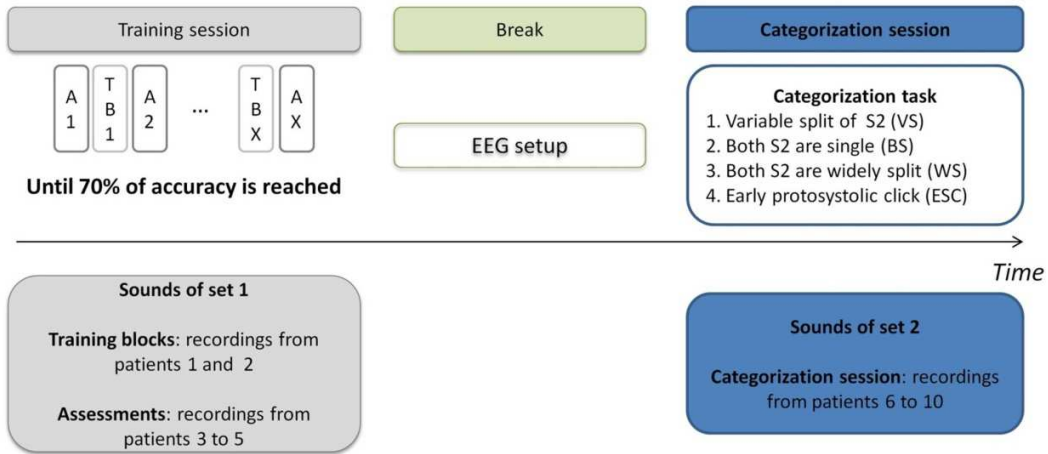 Training session
Break
Categorization session
A
1
T
B
1
A
2
...
T
B
X
A
X
Until 70% of accuracy is reached
EEG setup
Categorization task
1. Variable split of S2 (VS)
2. Both S2 are single (BS)
3. Both S2 are widely split (WS)
4. Early protosystolic click (ESC)
Time
Sounds of set 1
Training blocks: recordings from
patients 1 and 2
Assessments: recordings from
patients 3 to 5
Sounds of set 2
Categorization session: recordings
from patients 6 to 10